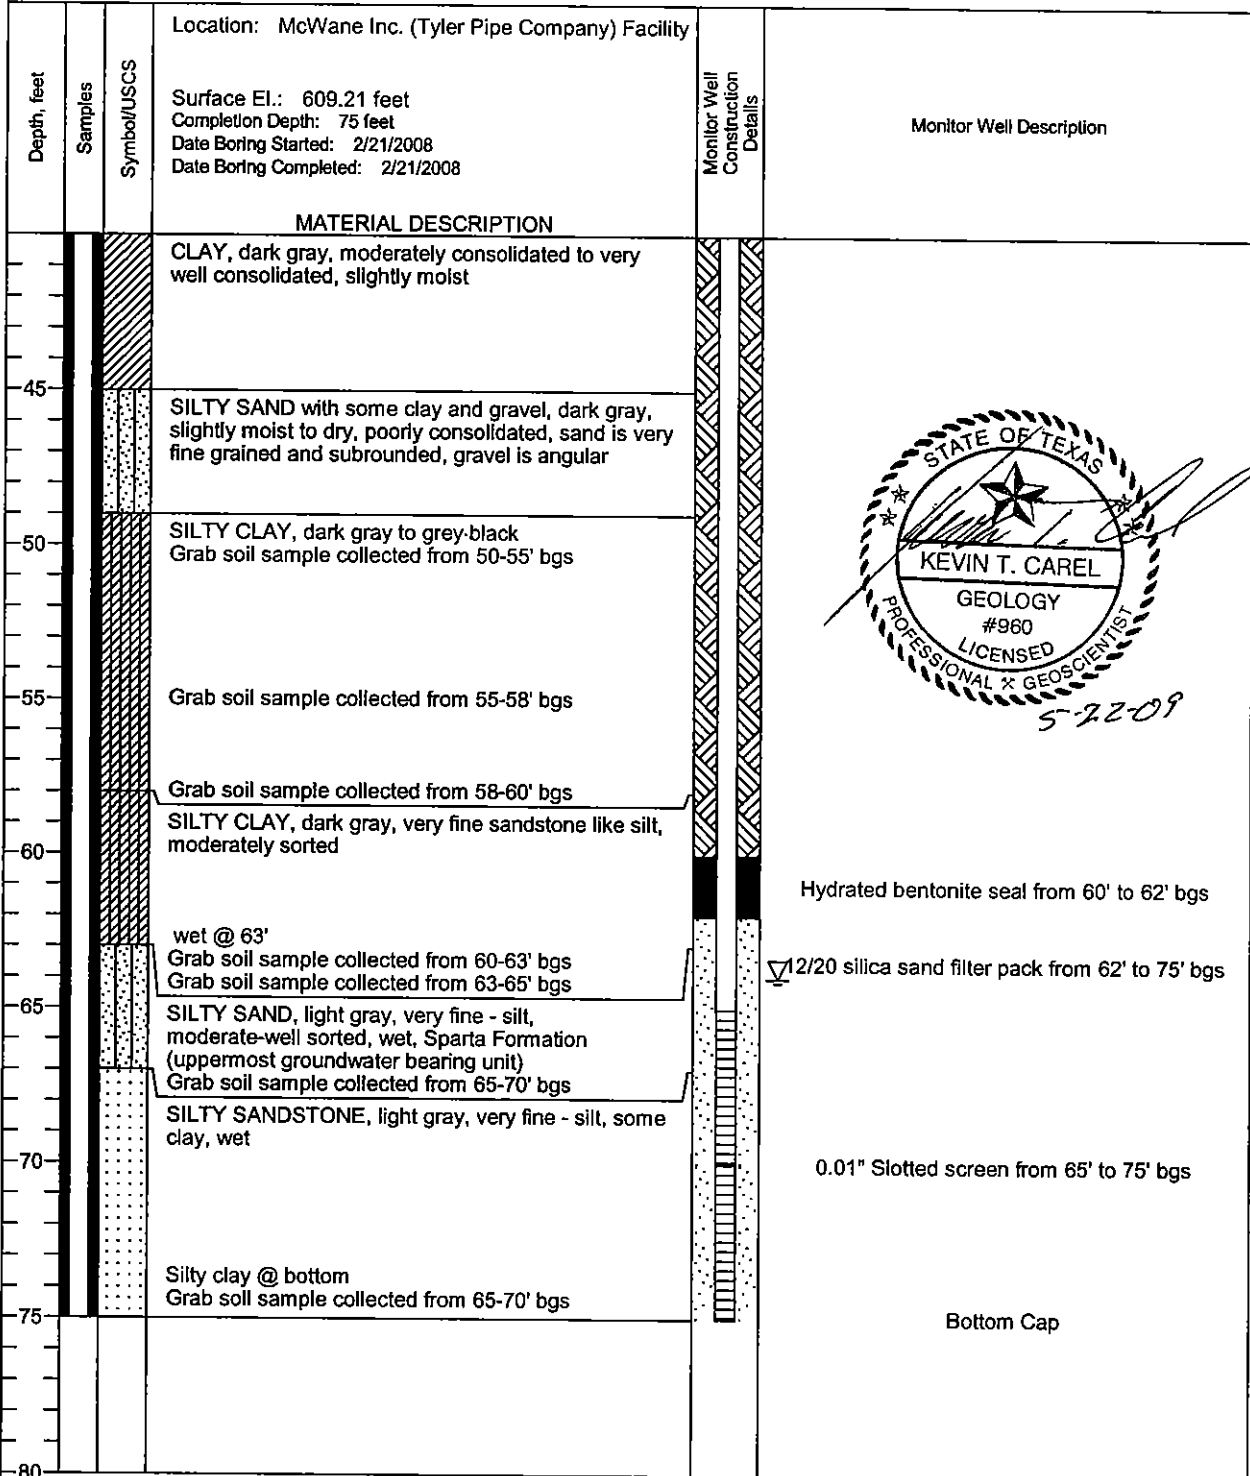 Location: McWane Inc. (Tyler Pipe Company) Facility
Depth, feet
Samples
Symbol/USCS
Surface El.: 609.21 feet
Completion Depth: 75 feet
Date Boring Started: 2/21/2008
Date Boring Completed: 2/21/2008
MATERIAL DESCRIPTION
Monitor Well
Construction
Details
Monitor Well Description
CLAY, dark gray, moderately consolidated to very
well consolidated, slightly moist
45
SILTY SAND with some clay and gravel, dark gray,
slightly moist to dry, poorly consolidated, sand is very
fine grained and subrounded, gravel is angular
STATE OF TEXAS
KEVIN T. CAREL
GEOLOGY
#960
LICENSED
PROFESSIONAL GEOSCIENTIST
5-22-09
SILTY CLAY, dark gray to grey-black
50
Grab soil sample collected from 50-55' bgs
55
Grab soil sample collected from 55-58' bgs
Grab soil sample collected from 58-60' bgs
SILTY CLAY, dark gray, very fine sandstone like silt,
moderately sorted
60
Hydrated bentonite seal from 60' to 62' bgs
wet @ 63'
Grab soil sample collected from 60-63' bgs
Grab soil sample collected from 63-65' bgs
12/20 silica sand filter pack from 62' to 75' bgs
65
SILTY SAND, light gray, very fine - silt,
moderate-well sorted, wet, Sparta Formation
(uppermost groundwater bearing unit)
Grab soil sample collected from 65-70' bgs
SILTY SANDSTONE, light gray, very fine - silt, some
clay, wet
70
0.01" Slotted screen from 65' to 75' bgs
Silty clay @ bottom
Grab soil sample collected from 65-70' bgs
75
Bottom Cap
80